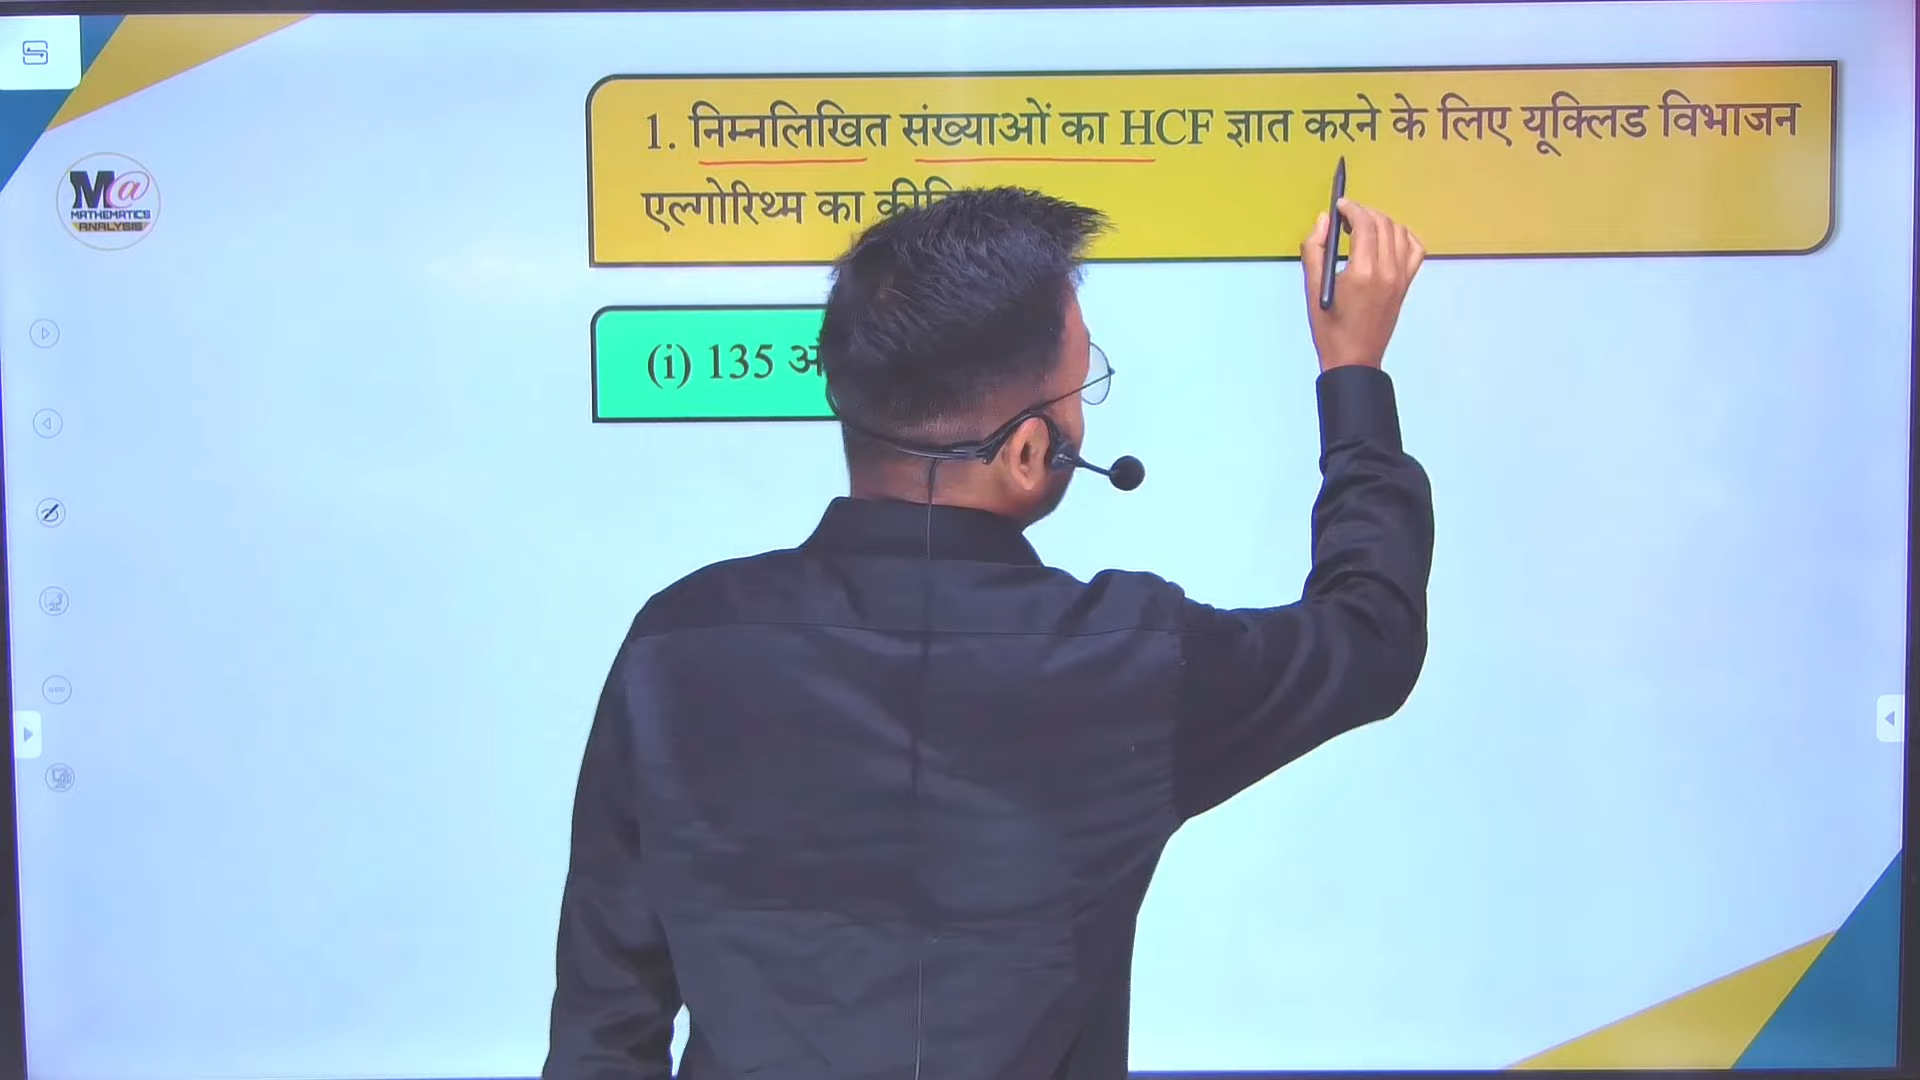 1. निम्नलिखित संख्याओं का HCF ज्ञात करने के लिए यूक्लिड विभाजन
एल्गोरिथ्म का
(i) 135
M@
MATHEMATICS
ANALYSIS